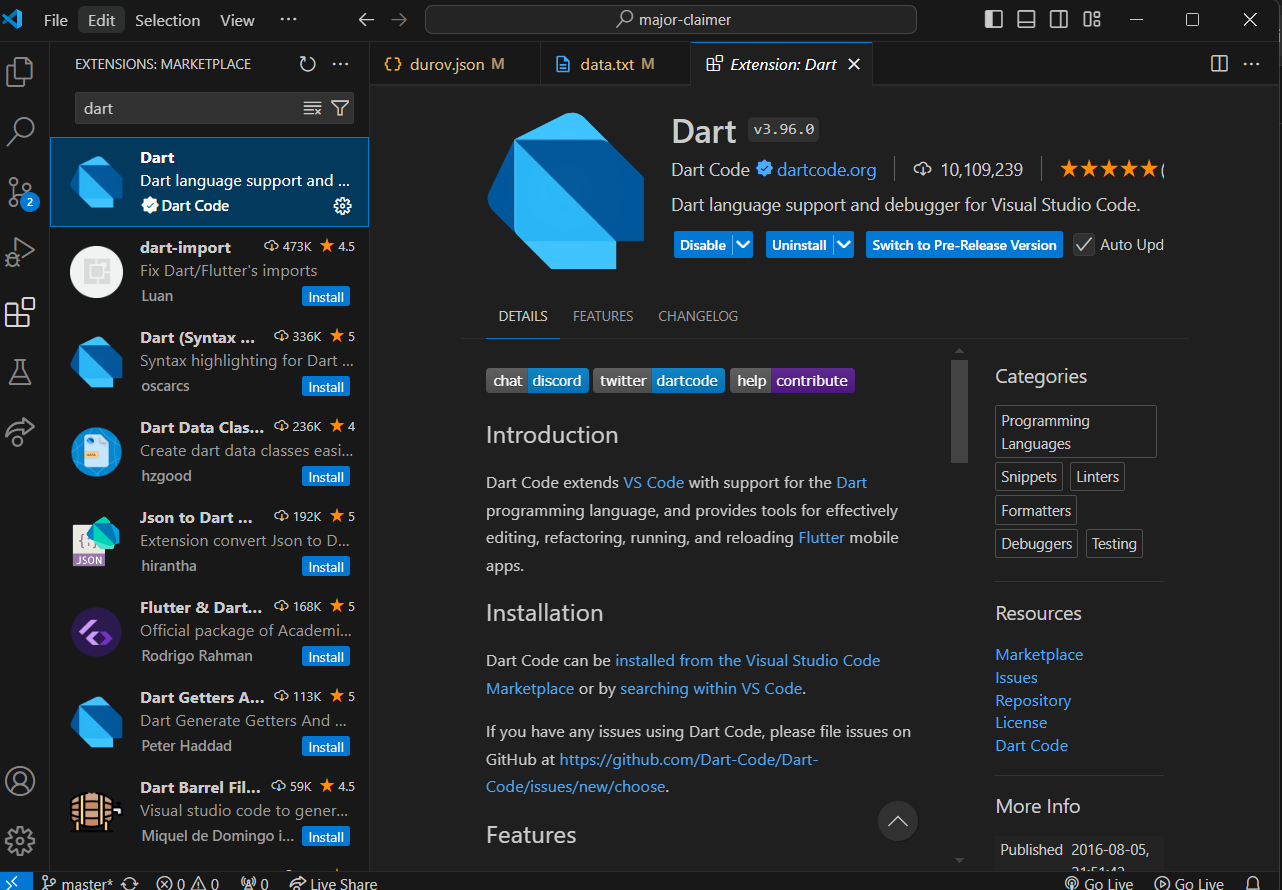 File Edit Selection View ···
major-claimer
EXTENSIONS: MARKETPLACE
dart
Dart
Dart language support and ...
Dart Code
2
dart-import 473K 4.5
Fix Dart/Flutter's imports
Luan Install
Dart (Syntax ... 336K 5
Syntax highlighting for Dart ...
oscarcs Install
Dart Data Clas... 236K 4
Create dart data classes easi...
hzgood Install
Json to Dart ... 192K 5
Extension convert Json to D...
JSON
hirantha Install
Flutter & Dart... 168K 5
Official package of Academi...
Rodrigo Rahman Install
Dart Getters A... 113K 5
Dart Generate Getters And ...
Peter Haddad Install
Dart Barrel Fil... 59K 4.5
Visual studio code to gener...
Miquel de Domingo i... Install
durov.json M data.txt M Extension: Dart
Dart v3.96.0
Dart Code dartcode.org 10,109,239 (
Dart language support and debugger for Visual Studio Code.
Disable Uninstall Switch to Pre-Release Version Auto Upd
DETAILS FEATURES CHANGELOG
chat discord twitter dartcode help contribute
Introduction
Dart Code extends VS Code with support for the Dart
programming language, and provides tools for effectively
editing, refactoring, running, and reloading Flutter mobile
apps.
Installation
Dart Code can be installed from the Visual Studio Code
Marketplace or by searching within VS Code.
If you have any issues using Dart Code, please file issues on
GitHub at https://github.com/Dart-Code/Dart-
Code/issues/new/choose.
Features
Categories
Programming
Languages
Snippets Linters
Formatters
Debuggers Testing
Resources
Marketplace
Issues
Repository
License
Dart Code
More Info
Published 2016-08-05,
master* 0 0 0 Live Share Go Live Go Live